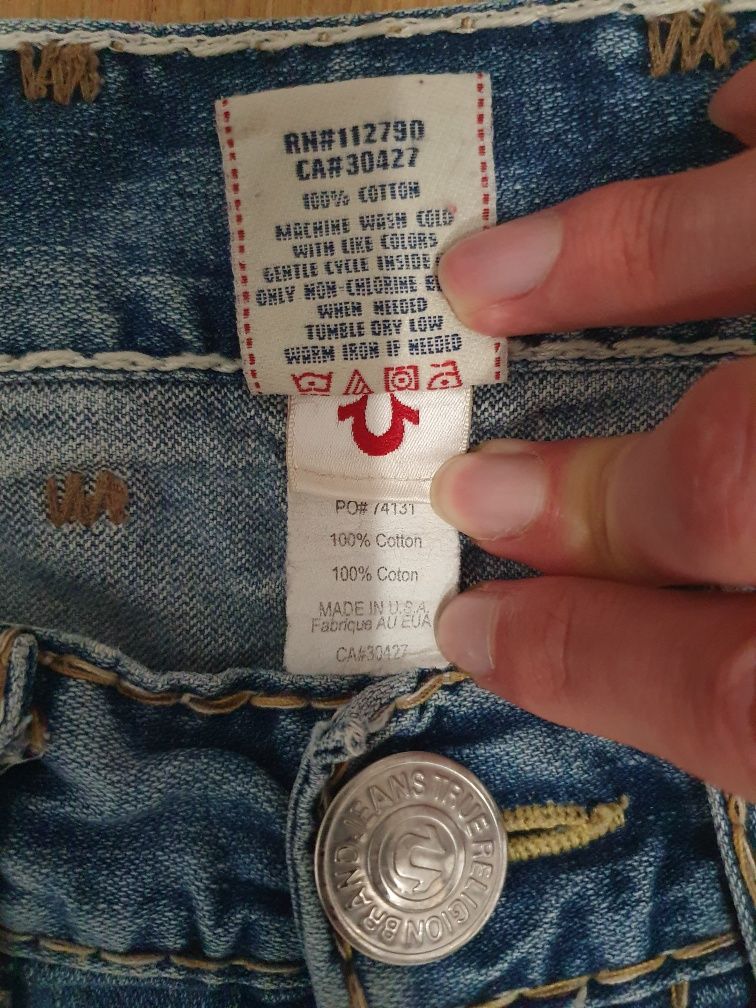 RN#112790
CA#30427
100% COTTON
MACHINE WASH COLD
WITH LIKE COLORS
GENTLE CYCLE INSIDE
ONLY NON-CHLORINE
WHEN NEEDED
TUMBLE DRY LOW
WARM IRON IF NEEDED
PO# 74131
100% Cotton
100% Coton
MADE IN U.S.A.
Fabrique AU EUA
CA#30427
TRUE RELIGION BRAND JEANS